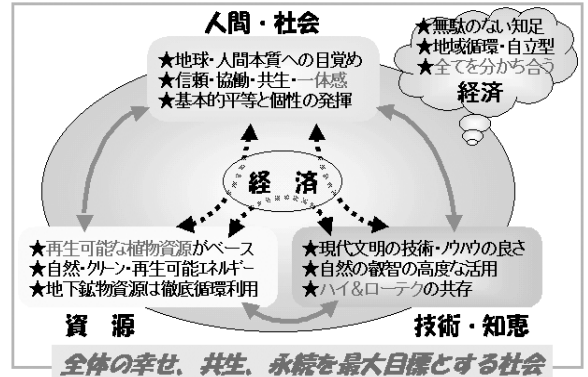 人間・社会
★地球・人間本質への目覚め
★信頼・協働・共生・一体感
★基本的平等と個性の発揮
★無駄のない知足
★地域循環・自立型
★全てを分かち合う
経済
経 済
★再生可能な植物資源がベース
★自然・クリーン・再生可能エネルギー
★地下鉱物資源は徹底循環利用
資 源
★現代文明の技術・ノウハウの良さ
★自然の叡智の高度な活用
★ハイ&ローテクの共存
技術・知恵
全体の幸せ、共生、永続を最大目標とする社会